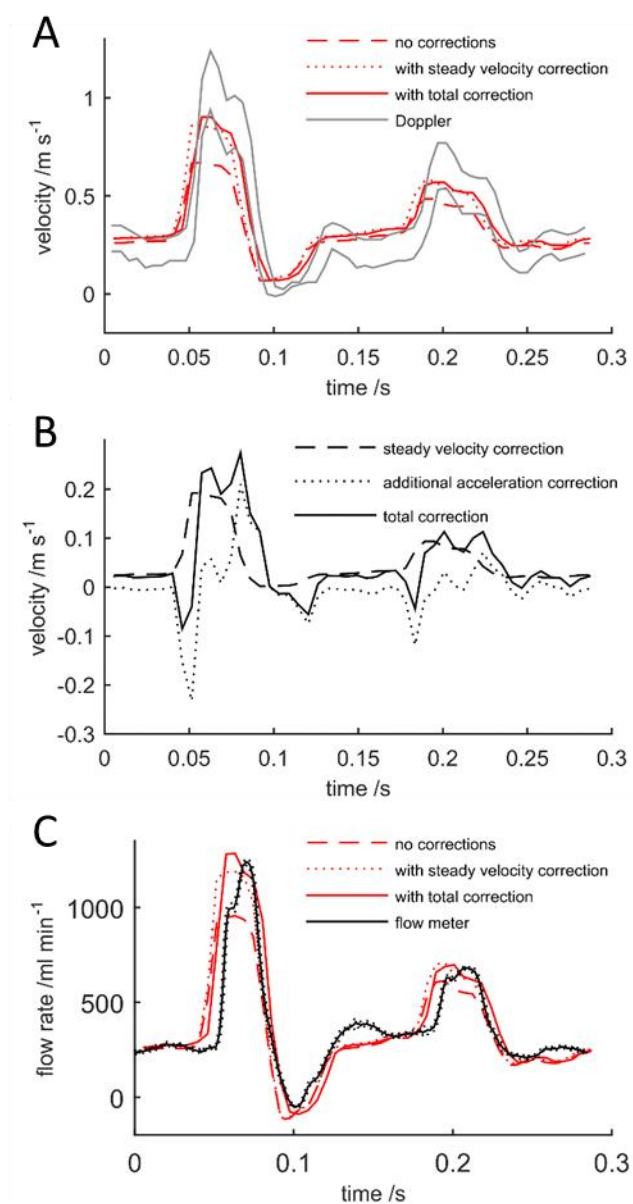 A
no corrections
with steady velocity correction
with total correction
Doppler
velocity /m s⁻¹
1
0.5
0
0 0.05 0.1 0.15 0.2 0.25 0.3
time /s
B
steady velocity correction
additional acceleration correction
total correction
velocity /m s⁻¹
0.2
0.1
0
-0.1
-0.2
-0.3
0 0.05 0.1 0.15 0.2 0.25 0.3
time /s
C
no corrections
with steady velocity correction
with total correction
flow meter
flow rate /ml min⁻¹
1000
500
0
0 0.1 0.2 0.3
time /s